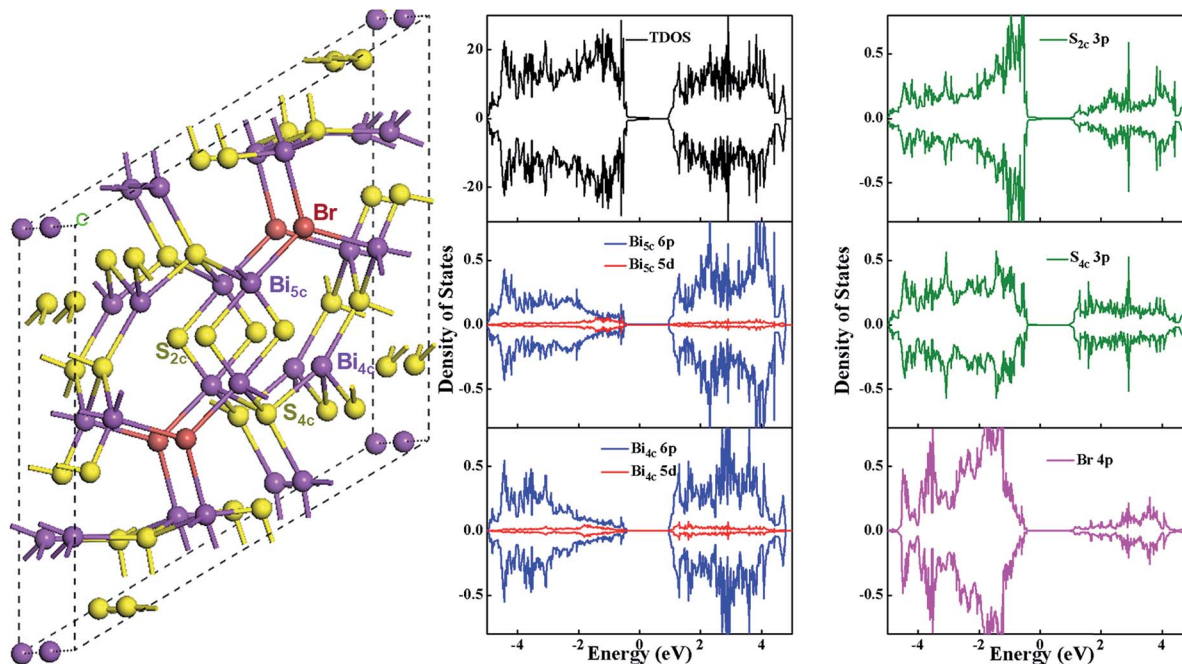 C
Br
Bi5c
S2c
Bi4c
S4c
Density of States
20
0
-20
TDOS
0.5
0.0
-0.5
Bi5c 6p
Bi5c 5d
0.5
0.0
0.5
Bi4c 6p
Bi4c 5d
-4 -2 0 2 4
Energy (eV)
Density of States
0.5
0.0
-0.5
S2c 3p
0.5
0.0
-0.5
S4c 3p
0.5
0.0
0.5
Br 4p
-4 -2 0 2 4
Energy (eV)